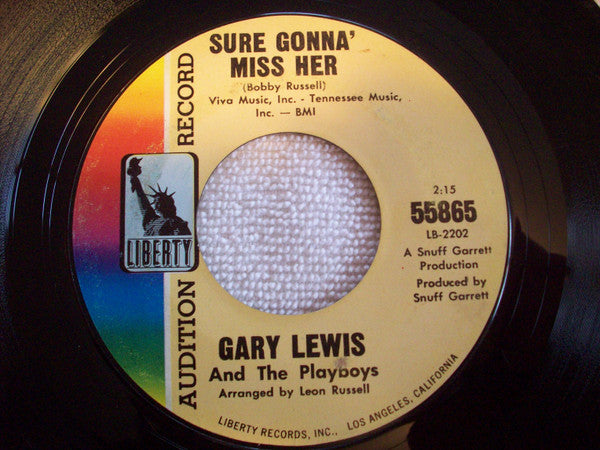 SURE GONNA'
MISS HER
(Bobby Russell)
Viva Music, Inc. - Tennessee Music,
Inc. — BMI
AUDITION RECORD
LIBERTY
2:15
55865
LB-2202
A Snuff Garrett
Production
Produced by
Snuff Garrett
GARY LEWIS
And The Playboys
Arranged by Leon Russell
LIBERTY RECORDS, INC., LOS ANGELES, CALIFORNIA